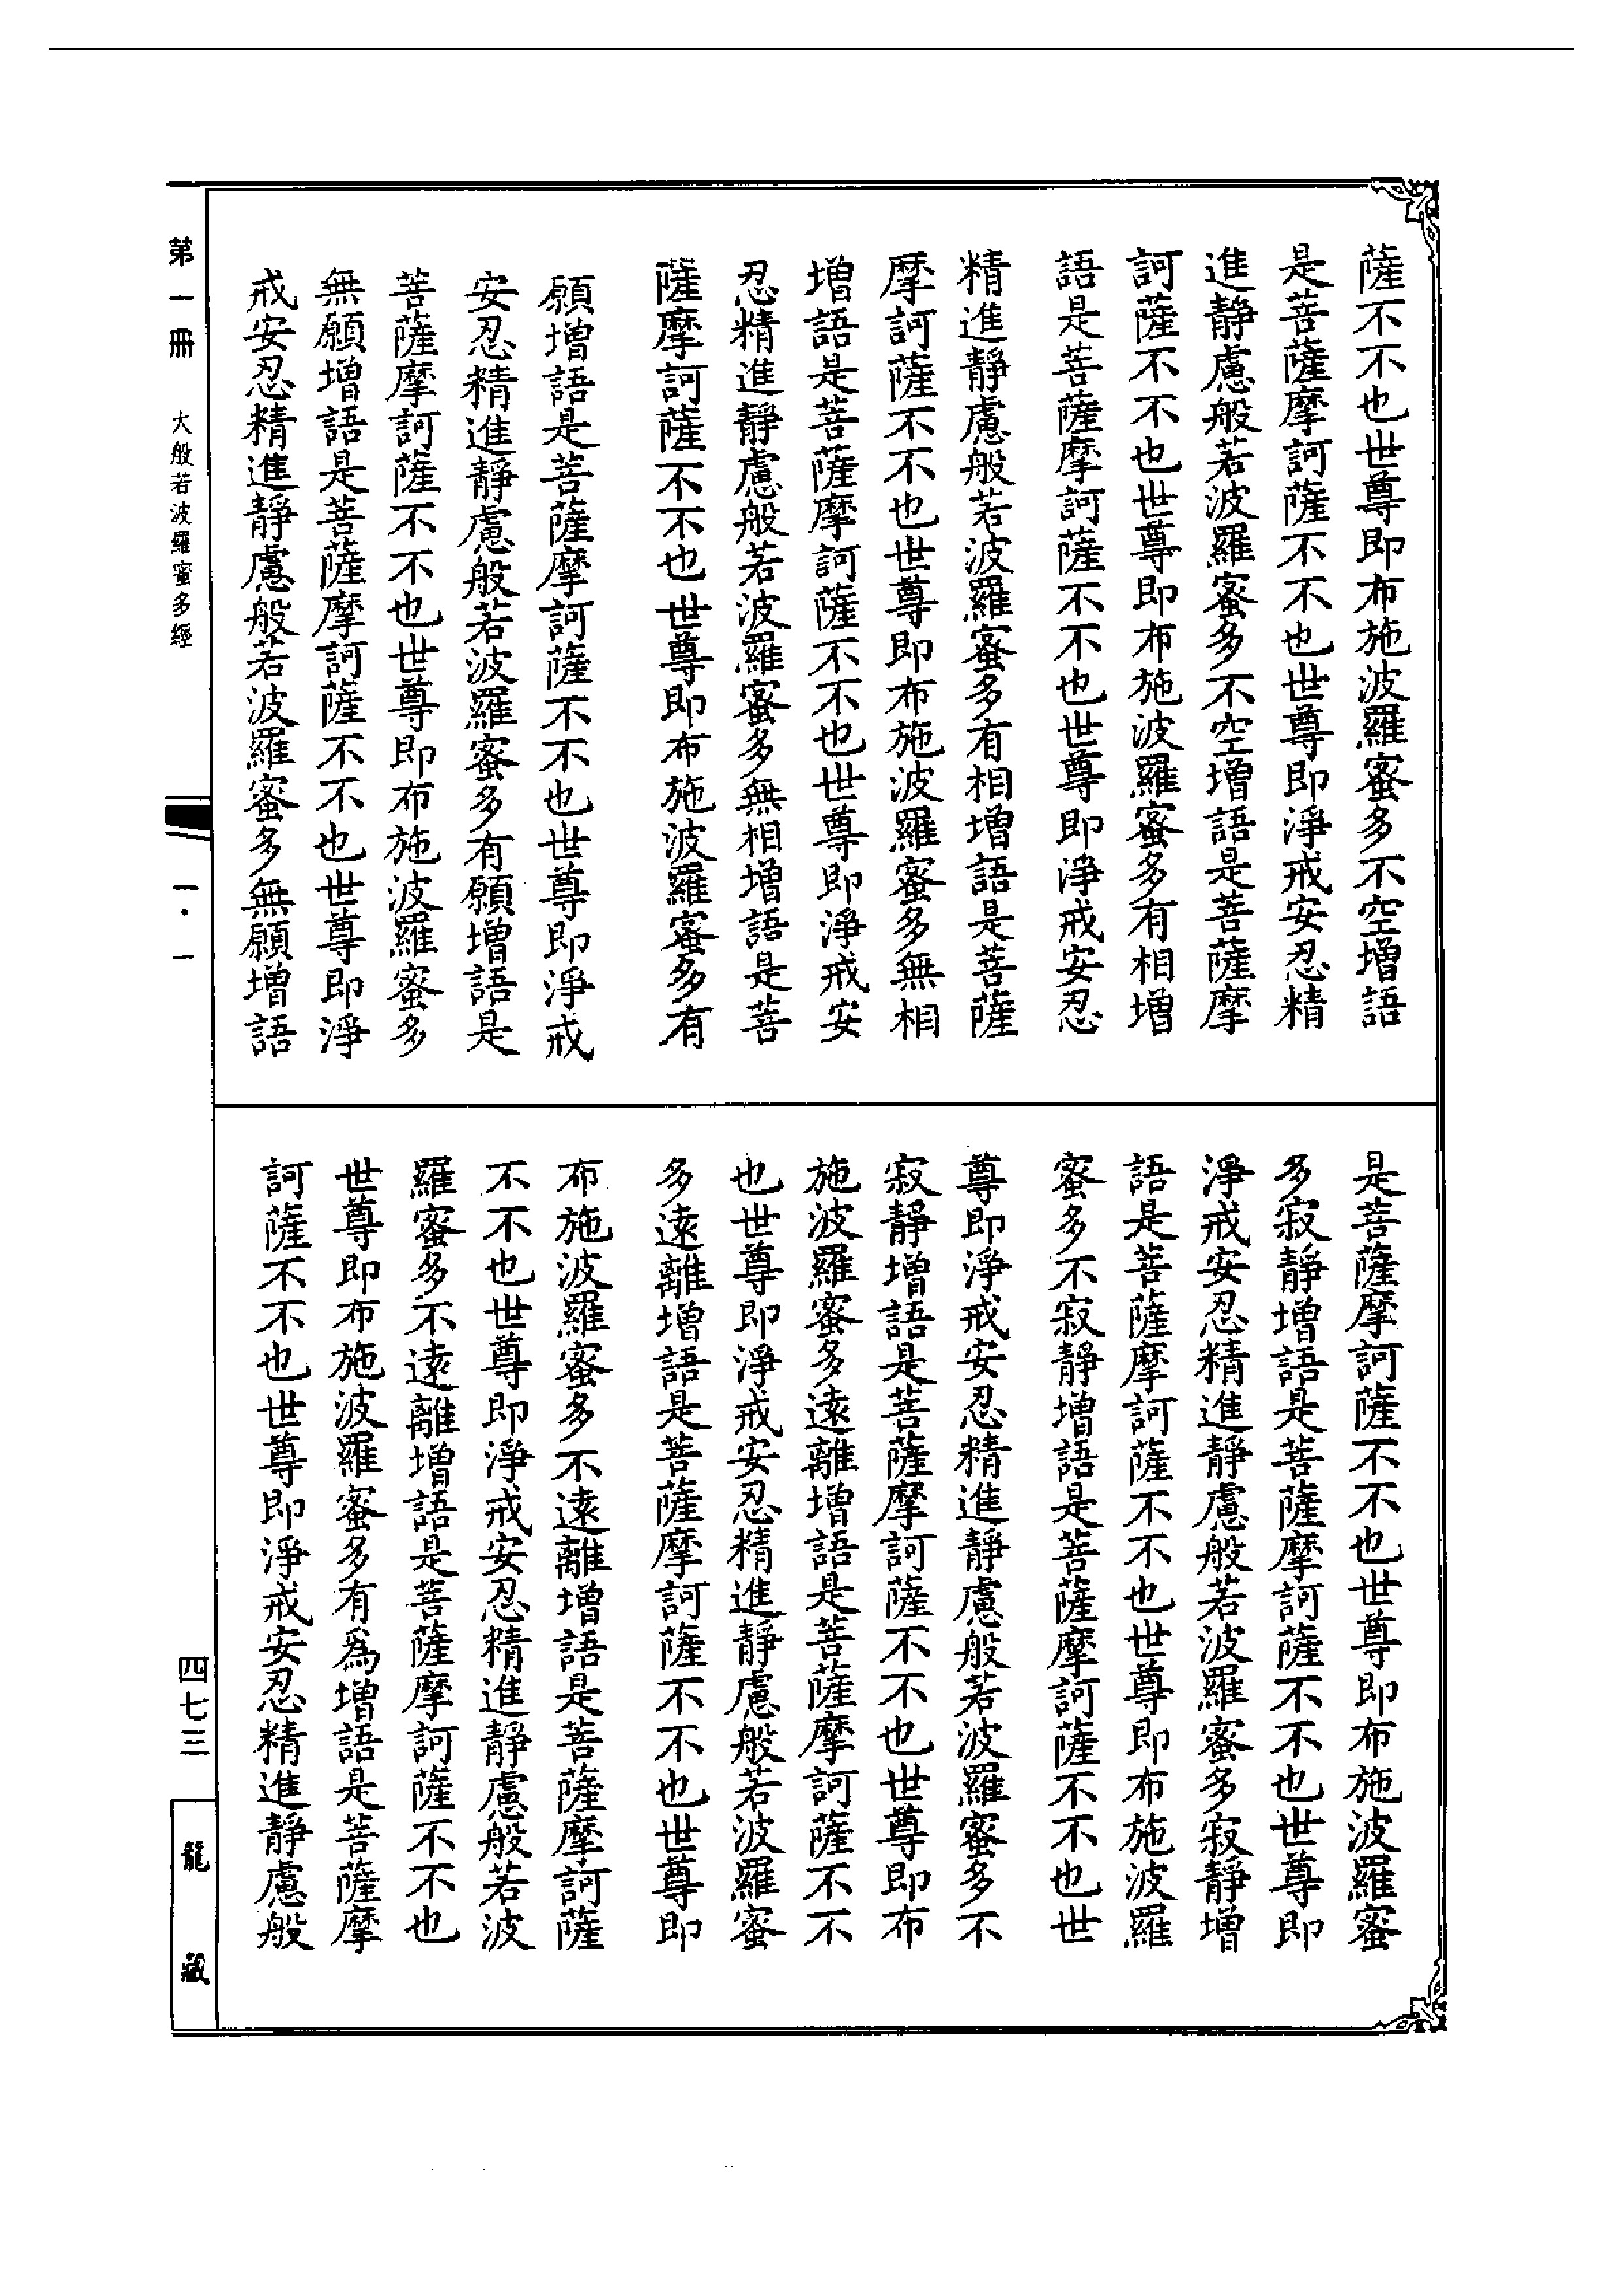 薩不不也世尊即布施波羅蜜多不空增語
是菩薩摩訶薩不不也世尊即淨戒安忍精
進靜慮般若波羅蜜多不空增語是菩薩摩
訶薩不不也世尊即布施波羅蜜多有相增
語是菩薩摩訶薩不不也世尊即淨戒安忍
精進靜慮般若波羅蜜多有相增語是菩薩
摩訶薩不不也世尊即布施波羅蜜多無相
增語是菩薩摩訶薩不不也世尊即淨戒安
忍精進靜慮般若波羅蜜多無相增語是菩
薩摩訶薩不不也世尊即布施波羅蜜多有
願增語是菩薩摩訶薩不不也世尊即淨戒
安忍精進靜慮般若波羅蜜多有願增語是
菩薩摩訶薩不不也世尊即布施波羅蜜多
無願增語是菩薩摩訶薩不不也世尊即淨
戒安忍精進靜慮般若波羅蜜多無願增語
是菩薩摩訶薩不不也世尊即布施波羅蜜
多寂靜增語是菩薩摩訶薩不不也世尊即
淨戒安忍精進靜慮般若波羅蜜多寂靜增
語是菩薩摩訶薩不不也世尊即布施波羅
蜜多不寂靜增語是菩薩摩訶薩不不也世
尊即淨戒安忍精進靜慮般若波羅蜜多不
寂靜增語是菩薩摩訶薩不不也世尊即布
施波羅蜜多遠離增語是菩薩摩訶薩不不
也世尊即淨戒安忍精進靜慮般若波羅蜜
多遠離增語是菩薩摩訶薩不不也世尊即
布施波羅蜜多不遠離增語是菩薩摩訶薩
不不也世尊即淨戒安忍精進靜慮般若波
羅蜜多不遠離增語是菩薩摩訶薩不不也
世尊即布施波羅蜜多有爲增語是菩薩摩
訶薩不不也世尊即淨戒安忍精進靜慮般
第一冊 大般若波羅蜜多經 一·一 四七三 龍藏